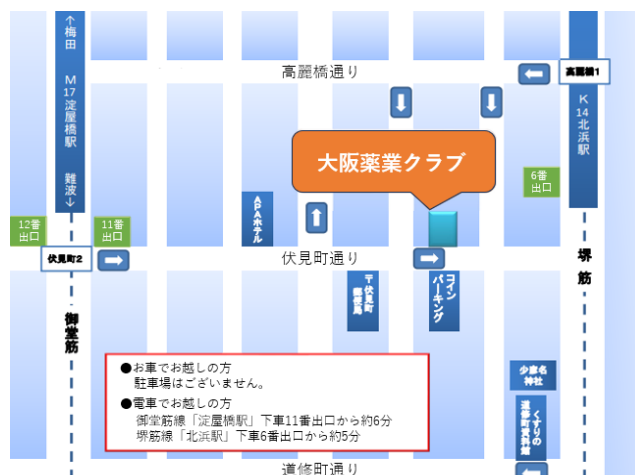 ↑梅田
M17淀屋橋駅
難波↓
高麗橋通り
高麗橋1
K14北浜駅
大阪薬業クラブ
6番
出口
APAホテル
12番
出口
11番
出口
伏見町2
伏見町通り
堺筋
御堂筋
〒伏見町
郵便局
コイン
パーキング
●お車でお越しの方
駐車場はございません。
●電車でお越しの方
御堂筋線「淀屋橋駅」下車11番出口から約6分
堺筋線「北浜駅」下車6番出口から約5分
少彦名
神社
くすりの
道修町資料館
道修町通り